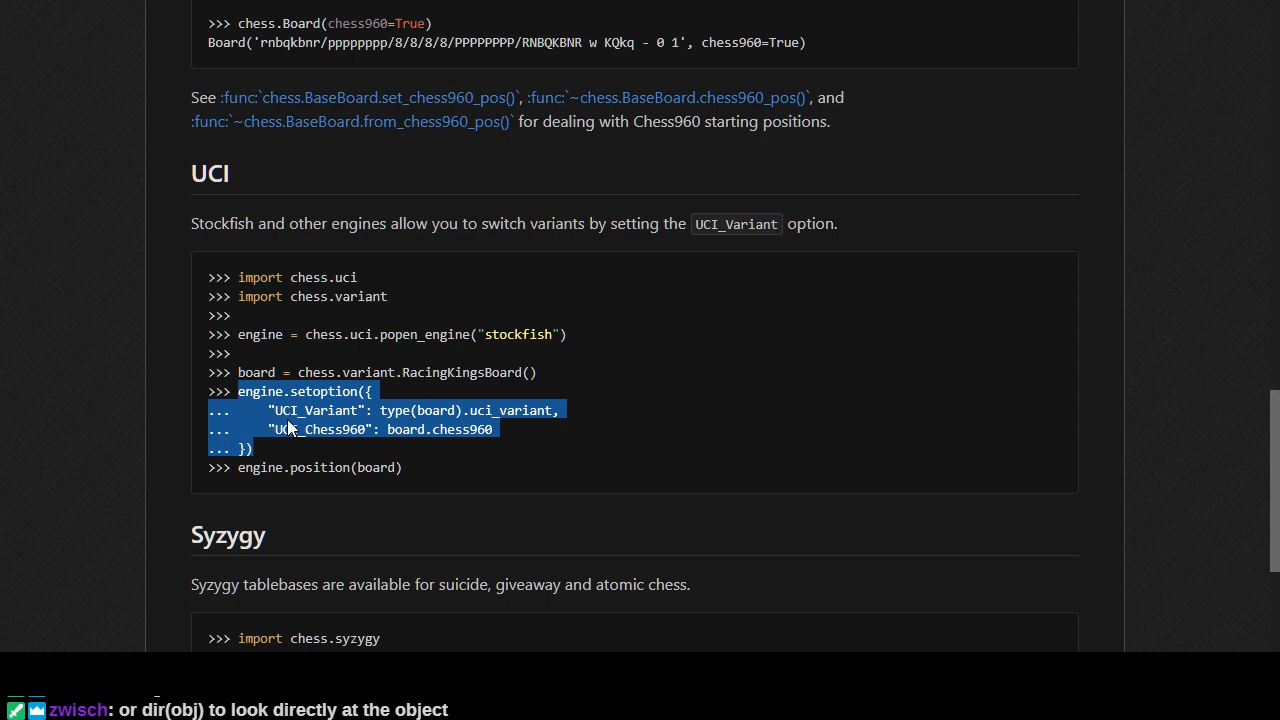 >>> chess.Board(chess960=True)
Board('rnbqkbnr/pppppppp/8/8/8/8/PPPPPPPP/RNBQKBNR w KQkq - 0 1', chess960=True)
See :func:`chess.BaseBoard.set_chess960_pos()`, :func:`~chess.BaseBoard.chess960_pos()`, and
:func:`~chess.BaseBoard.from_chess960_pos()` for dealing with Chess960 starting positions.
UCI
Stockfish and other engines allow you to switch variants by setting the UCI_Variant option.
>>> import chess.uci
>>> import chess.variant
>>>
>>> engine = chess.uci.popen_engine("stockfish")
>>>
>>> board = chess.variant.RacingKingsBoard()
>>> engine.setoption({
...     "UCI_Variant": type(board).uci_variant,
...     "UCI_Chess960": board.chess960
... })
>>> engine.position(board)
Syzygy
Syzygy tablebases are available for suicide, giveaway and atomic chess.
>>> import chess.syzygy
zwisch: or dir(obj) to look directly at the object